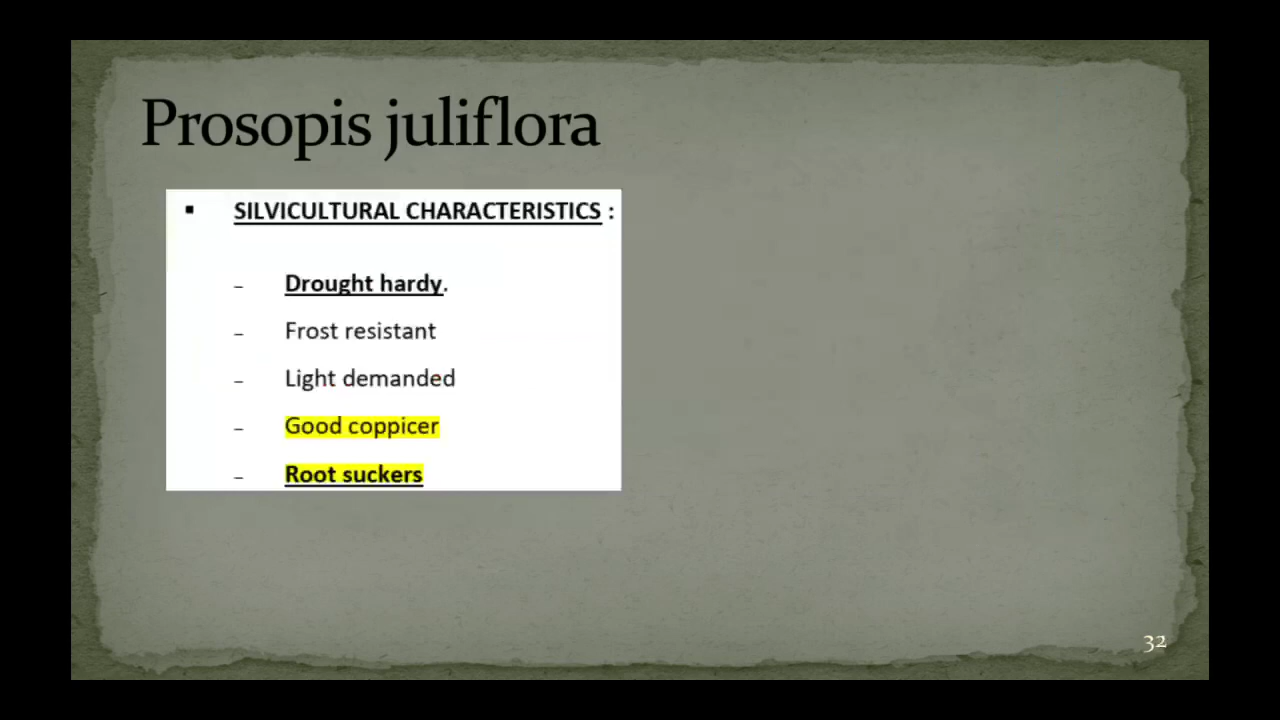 Prosopis juliflora
▪ SILVICULTURAL CHARACTERISTICS :
– Drought hardy.
– Frost resistant
– Light demanded
– Good coppicer
– Root suckers
32